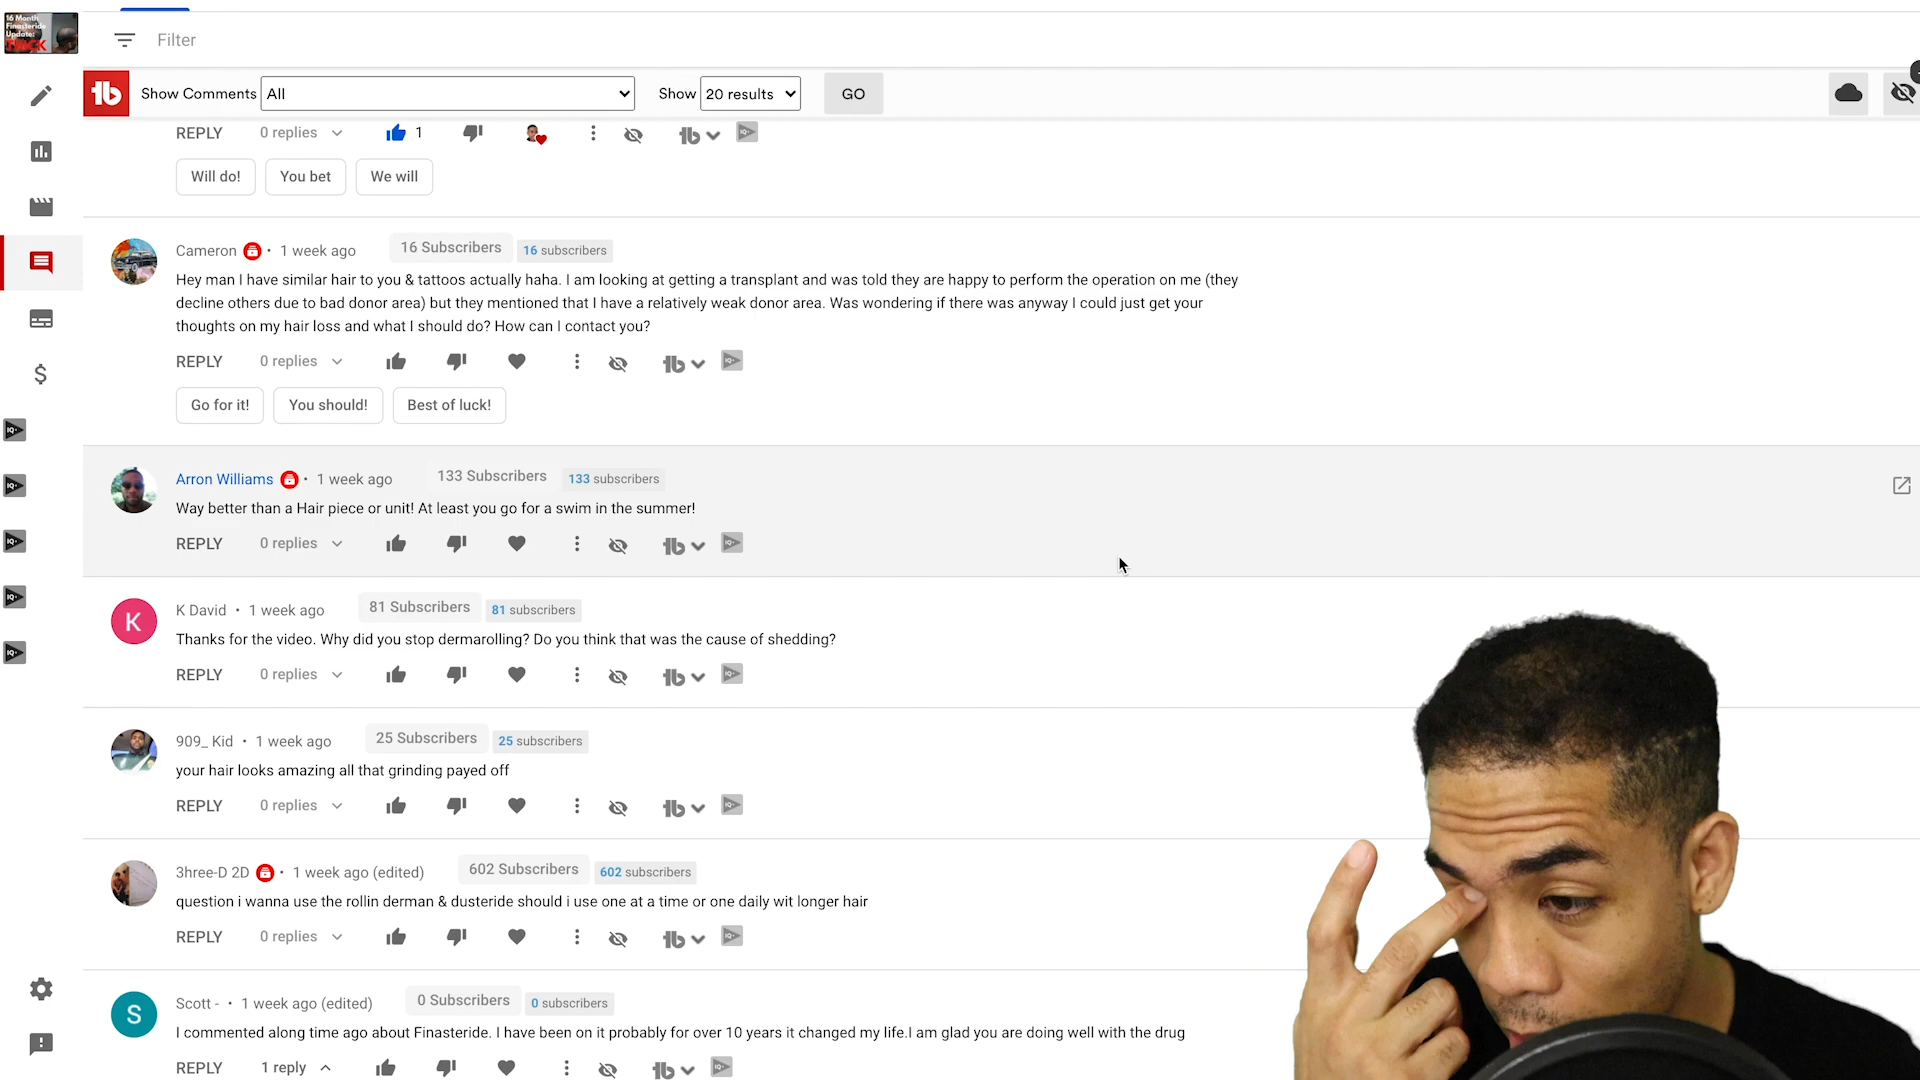 16 Month
Finasteride
Update:
THICK
Filter
Show Comments All Show 20 results GO
REPLY 0 replies 1
Will do! You bet We will
Cameron • 1 week ago 16 Subscribers 16 subscribers
Hey man I have similar hair to you & tattoos actually haha. I am looking at getting a transplant and was told they are happy to perform the operation on me (they
decline others due to bad donor area) but they mentioned that I have a relatively weak donor area. Was wondering if there was anyway I could just get your
thoughts on my hair loss and what I should do? How can I contact you?
REPLY 0 replies
Go for it! You should! Best of luck!
Arron Williams • 1 week ago 133 Subscribers 133 subscribers
Way better than a Hair piece or unit! At least you go for a swim in the summer!
REPLY 0 replies
K David • 1 week ago 81 Subscribers 81 subscribers
K
Thanks for the video. Why did you stop dermarolling? Do you think that was the cause of shedding?
REPLY 0 replies
909_ Kid • 1 week ago 25 Subscribers 25 subscribers
your hair looks amazing all that grinding payed off
REPLY 0 replies
3hree-D 2D • 1 week ago (edited) 602 Subscribers 602 subscribers
question i wanna use the rollin derman & dusteride should i use one at a time or one daily wit longer hair
REPLY 0 replies
Scott - • 1 week ago (edited) 0 Subscribers 0 subscribers
S
I commented along time ago about Finasteride. I have been on it probably for over 10 years it changed my life.I am glad you are doing well with the drug
REPLY 1 reply